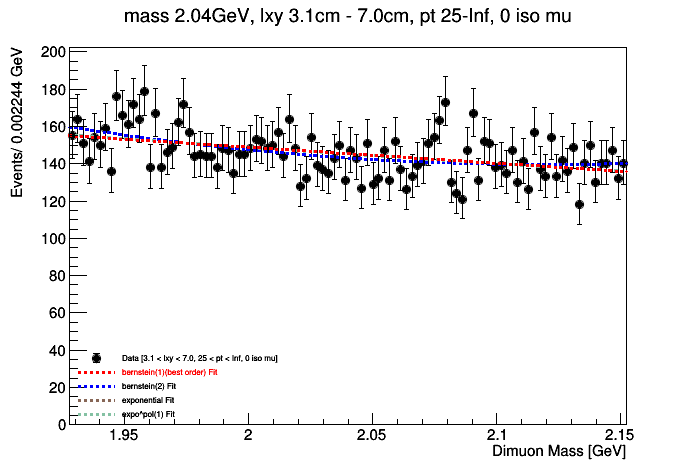 mass 2.04GeV, lxy 3.1cm - 7.0cm, pt 25-Inf, 0 iso mu
Events/ 0.002244 GeV
200
180
160
140
120
100
80
60
40
20
0
Data [3.1 < lxy < 7.0, 25 < pt < Inf, 0 iso mu]
bernstein(1)(best order) Fit
bernstein(2) Fit
exponential Fit
expo*pol(1) Fit
1.95
2
2.05
2.1
2.15
Dimuon Mass [GeV]